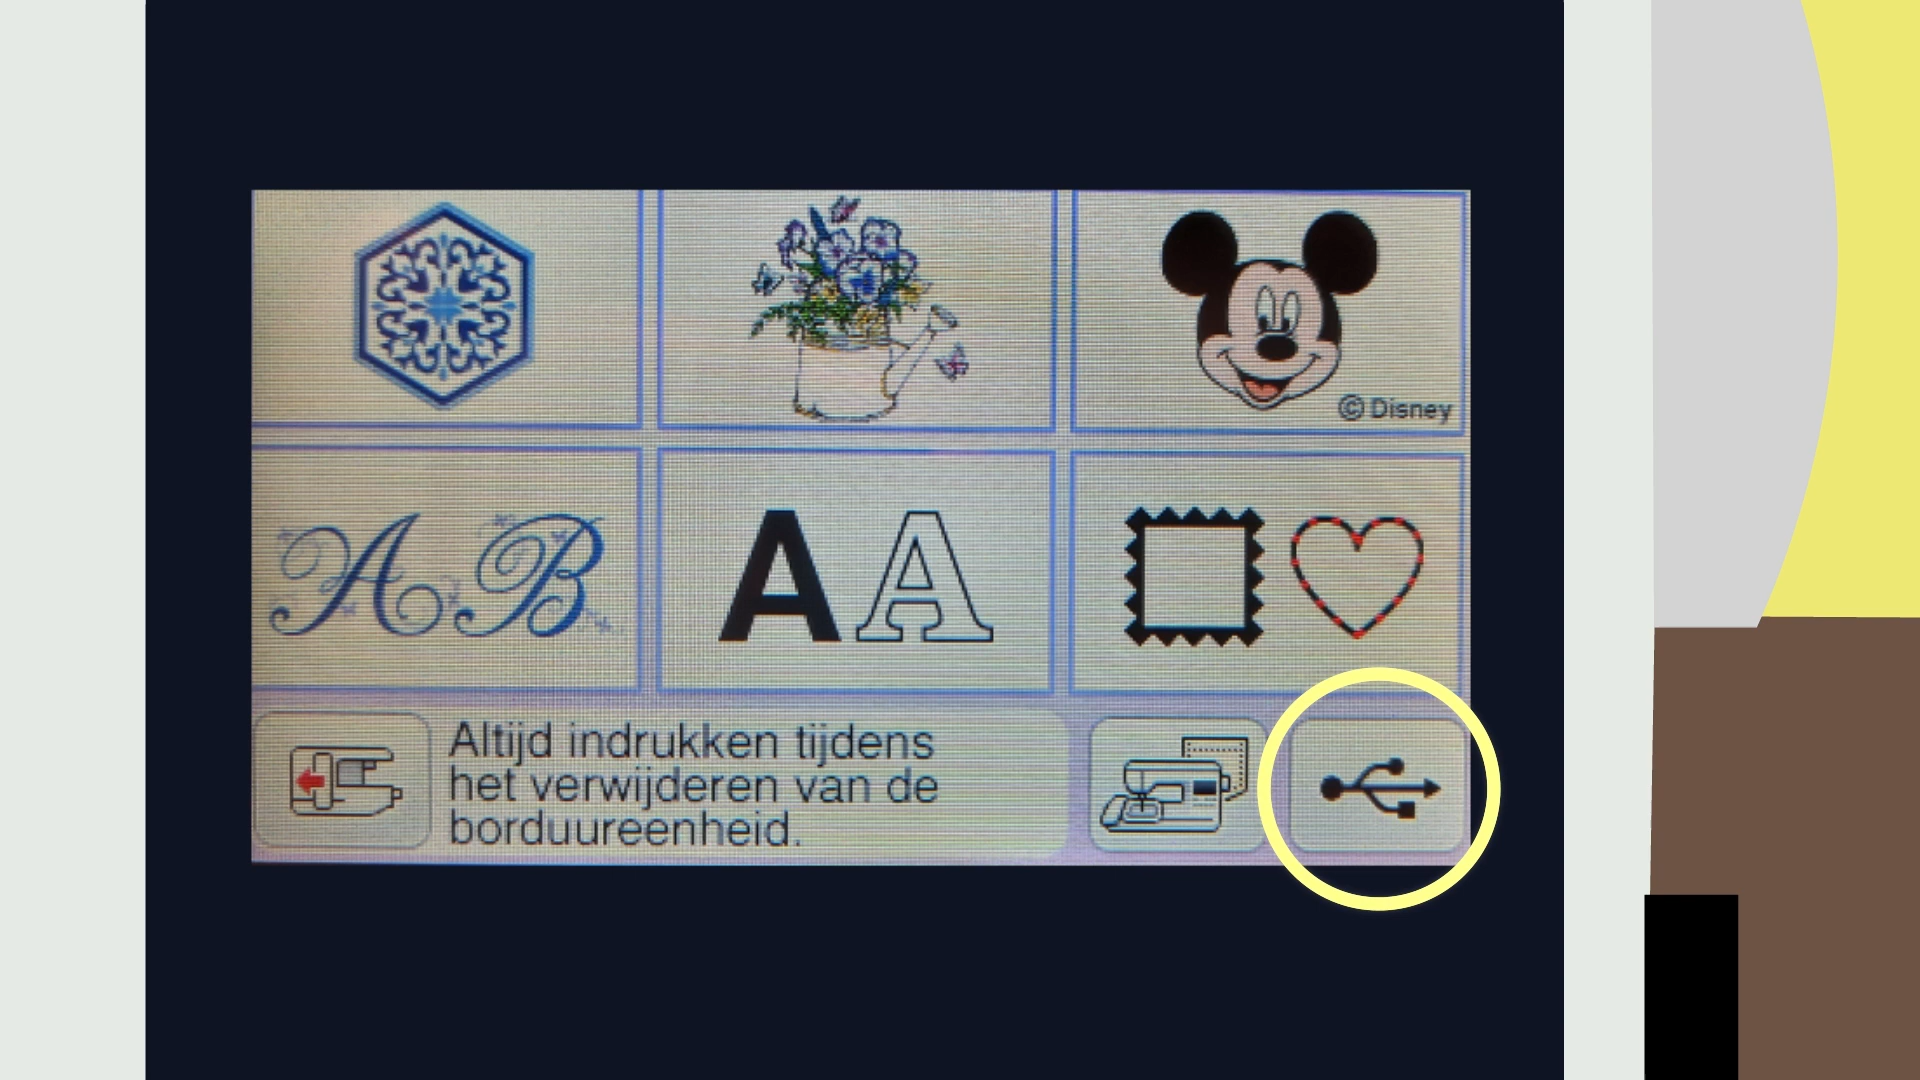 © Disney
A B
A A
Altijd indrukken tijdens
het verwijderen van de
borduureenheid.